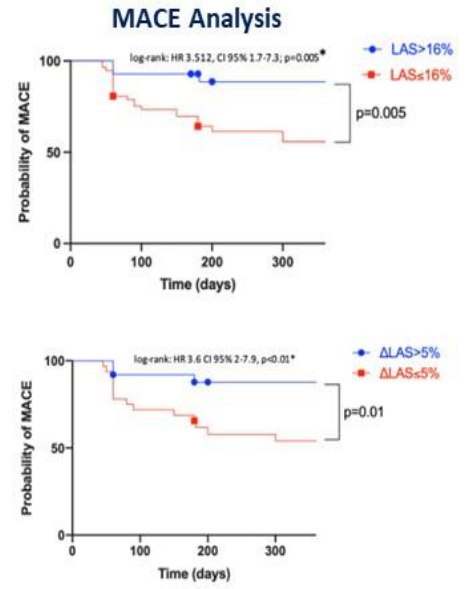 MACE Analysis
log-rank: HR 3.512, CI 95% 1.7-7.3; p=0.005*
LAS>16%
LAS≤16%
p=0.005
Probability of MACE
100
50
0
0 100 200 300
Time (days)
log-rank: HR 3.6 CI 95% 2-7.9, p<0.01*
ΔLAS>5%
ΔLAS≤5%
p=0.01
Probability of MACE
100
50
0
0 100 200 300
Time (days)